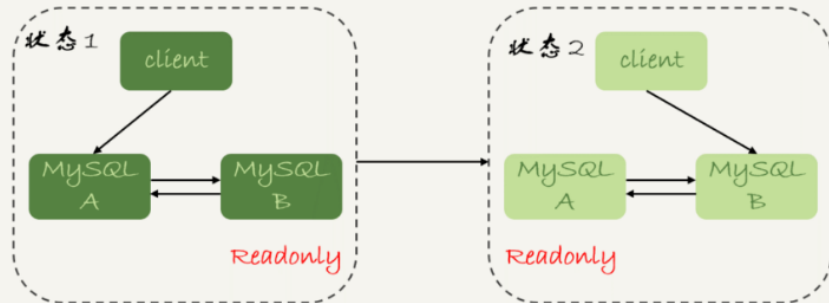 状态1
client
MySQL
A
MySQL
B
Readonly
状态2
client
MySQL
A
MySQL
B
Readonly